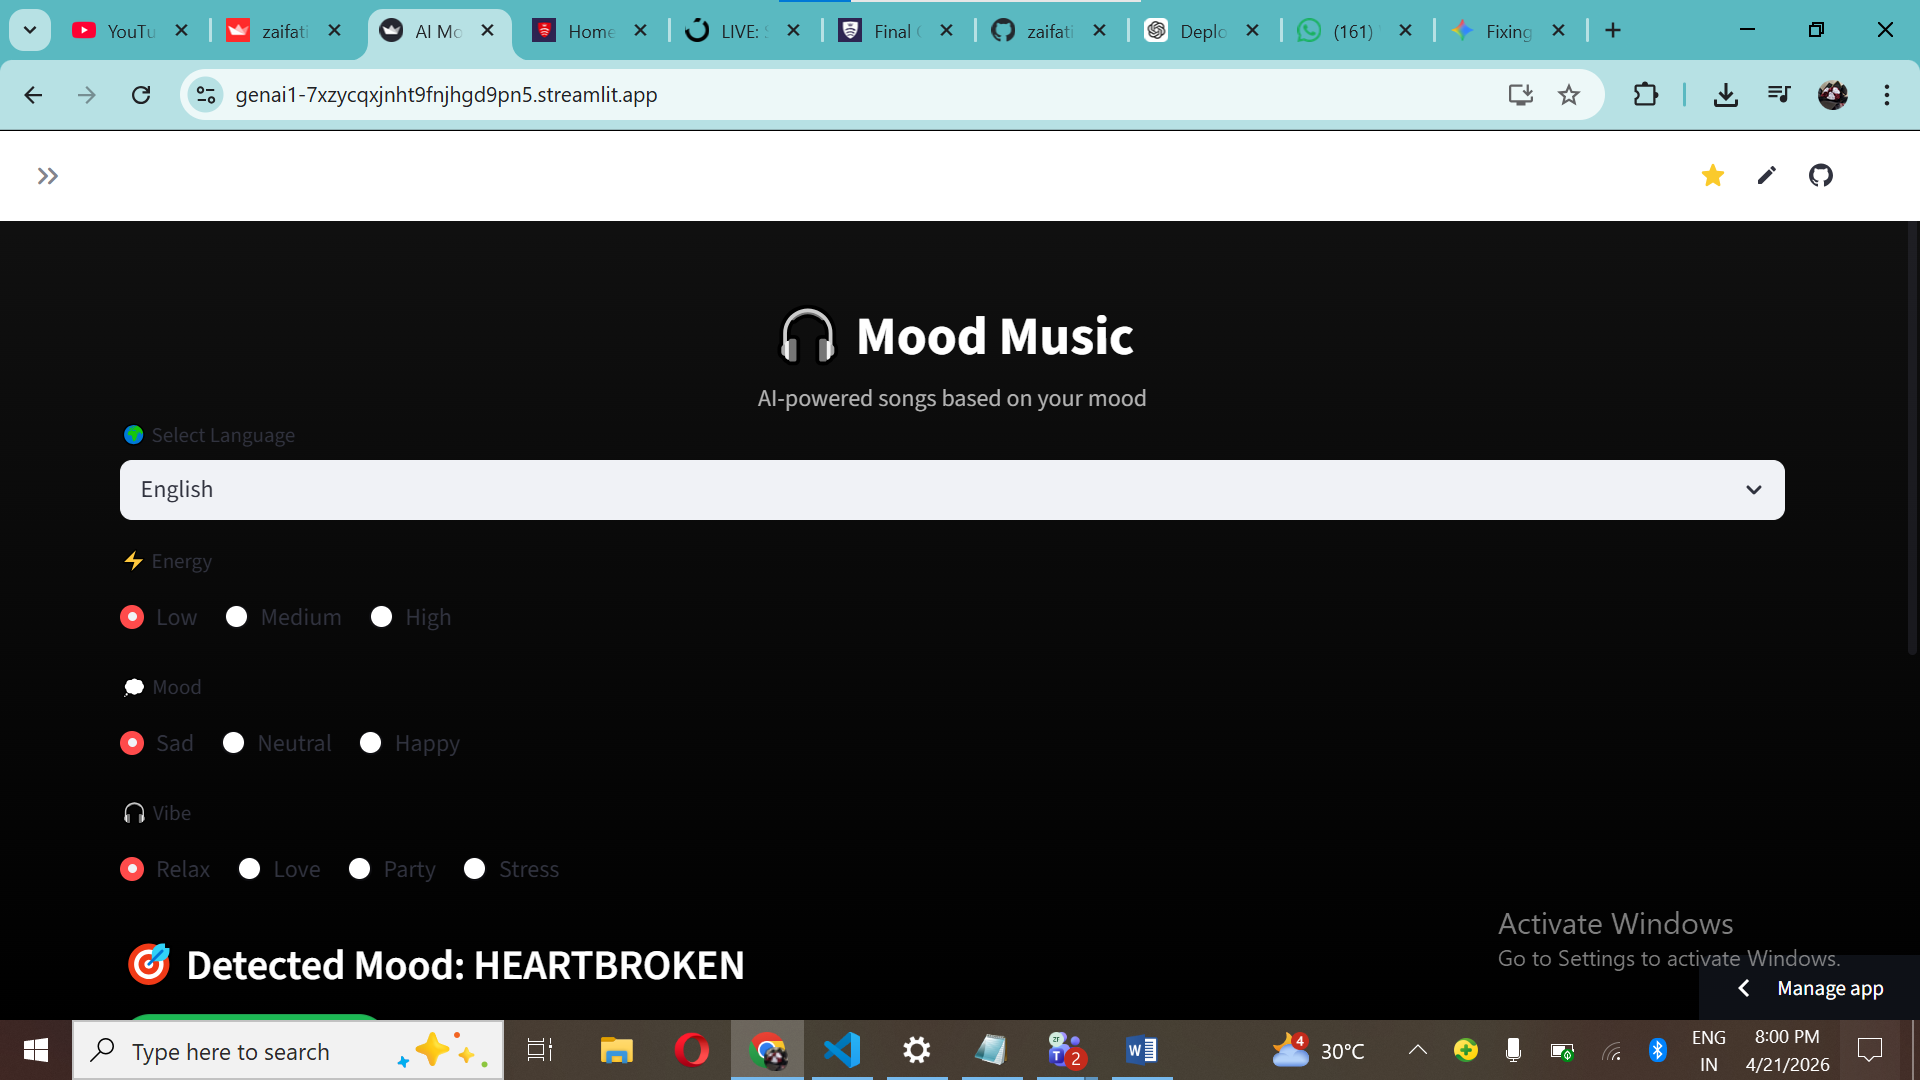 YouTu
zaifati
AI Mo
Home
LIVE: S
Final
zaifati
Deplo
(161)
Fixing
genai1-7xzycqxjnht9fnjhgd9pn5.streamlit.app
Mood Music
AI-powered songs based on your mood
Select Language
English
Energy
Low Medium High
Mood
Sad Neutral Happy
Vibe
Relax Love Party Stress
Detected Mood: HEARTBROKEN
Activate Windows
Go to Settings to activate Windows.
Manage app
Type here to search
4
30°C
2
ENG
IN
8:00 PM
4/21/2026